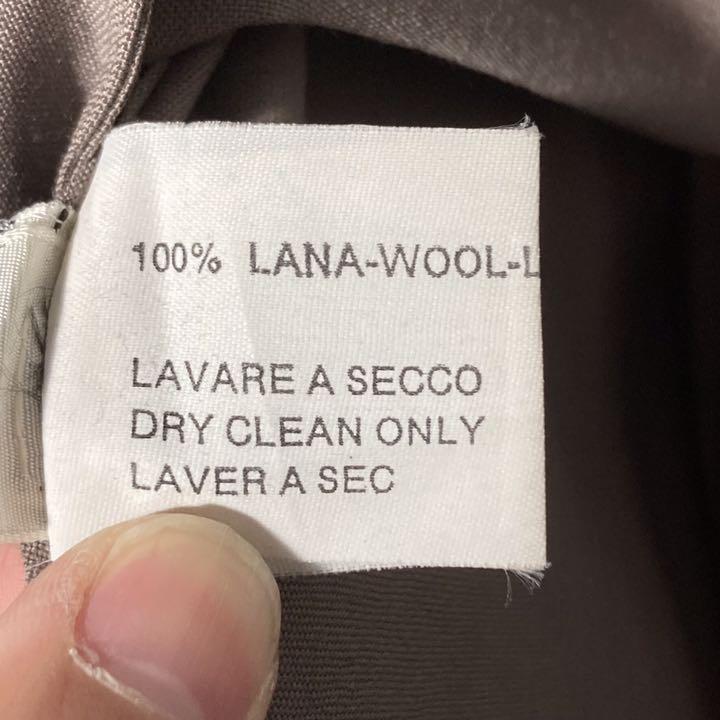 100% LANA-WOOL-L
LAVARE A SECCO
DRY CLEAN ONLY
LAVER A SEC